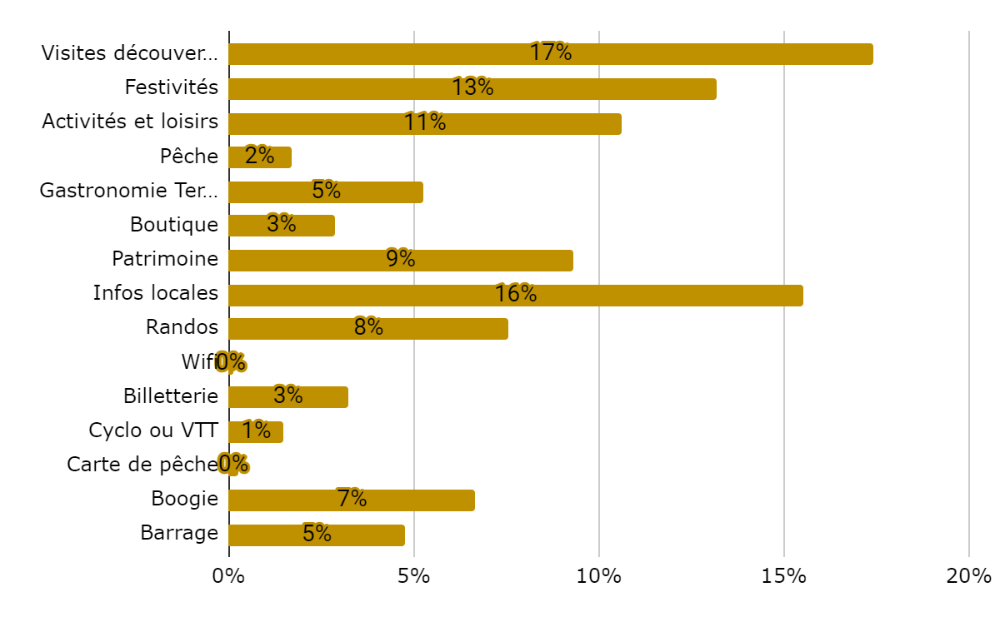 Visites découver... 17%
Festivités 13%
Activités et loisirs 11%
Pêche 2%
Gastronomie Ter... 5%
Boutique 3%
Patrimoine 9%
Infos locales 16%
Randos 8%
Wifi 0%
Billetterie 3%
Cyclo ou VTT 1%
Carte de pêche 0%
Boogie 7%
Barrage 5%
0% 5% 10% 15% 20%